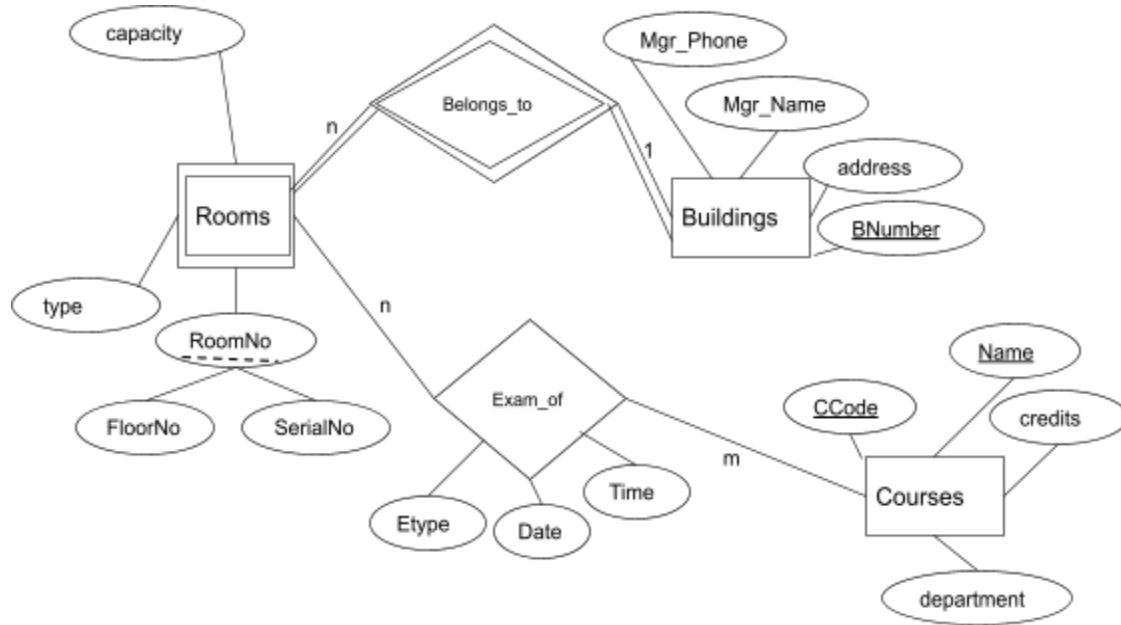 capacity
Mgr_Phone
Mgr_Name
Belongs_to
n
1
address
Rooms
Buildings
BNumber
type
n
RoomNo
FloorNo
SerialNo
Exam_of
Name
CCode
credits
m
Time
Etype
Date
Courses
department